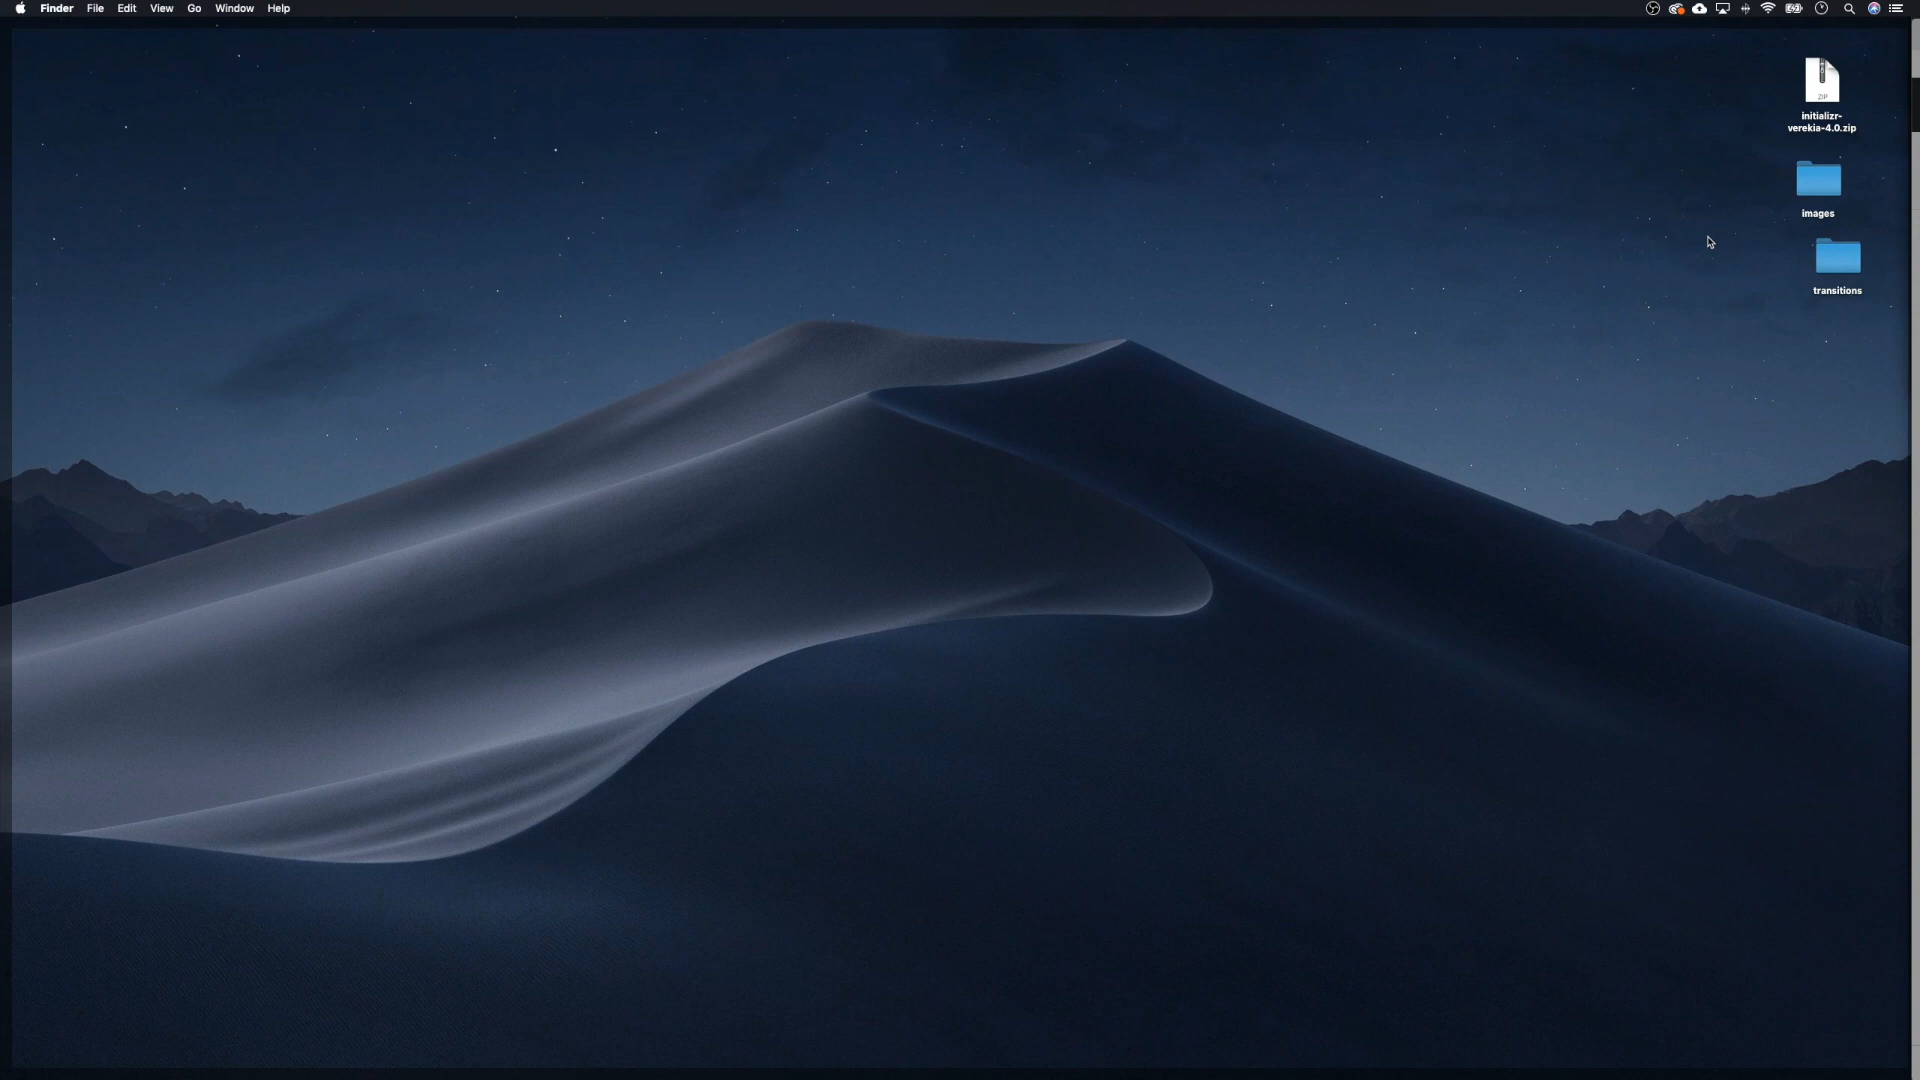 Finder File Edit View Go Window Help
ZIP
initializr-
verekia-4.0.zip
images
transitions